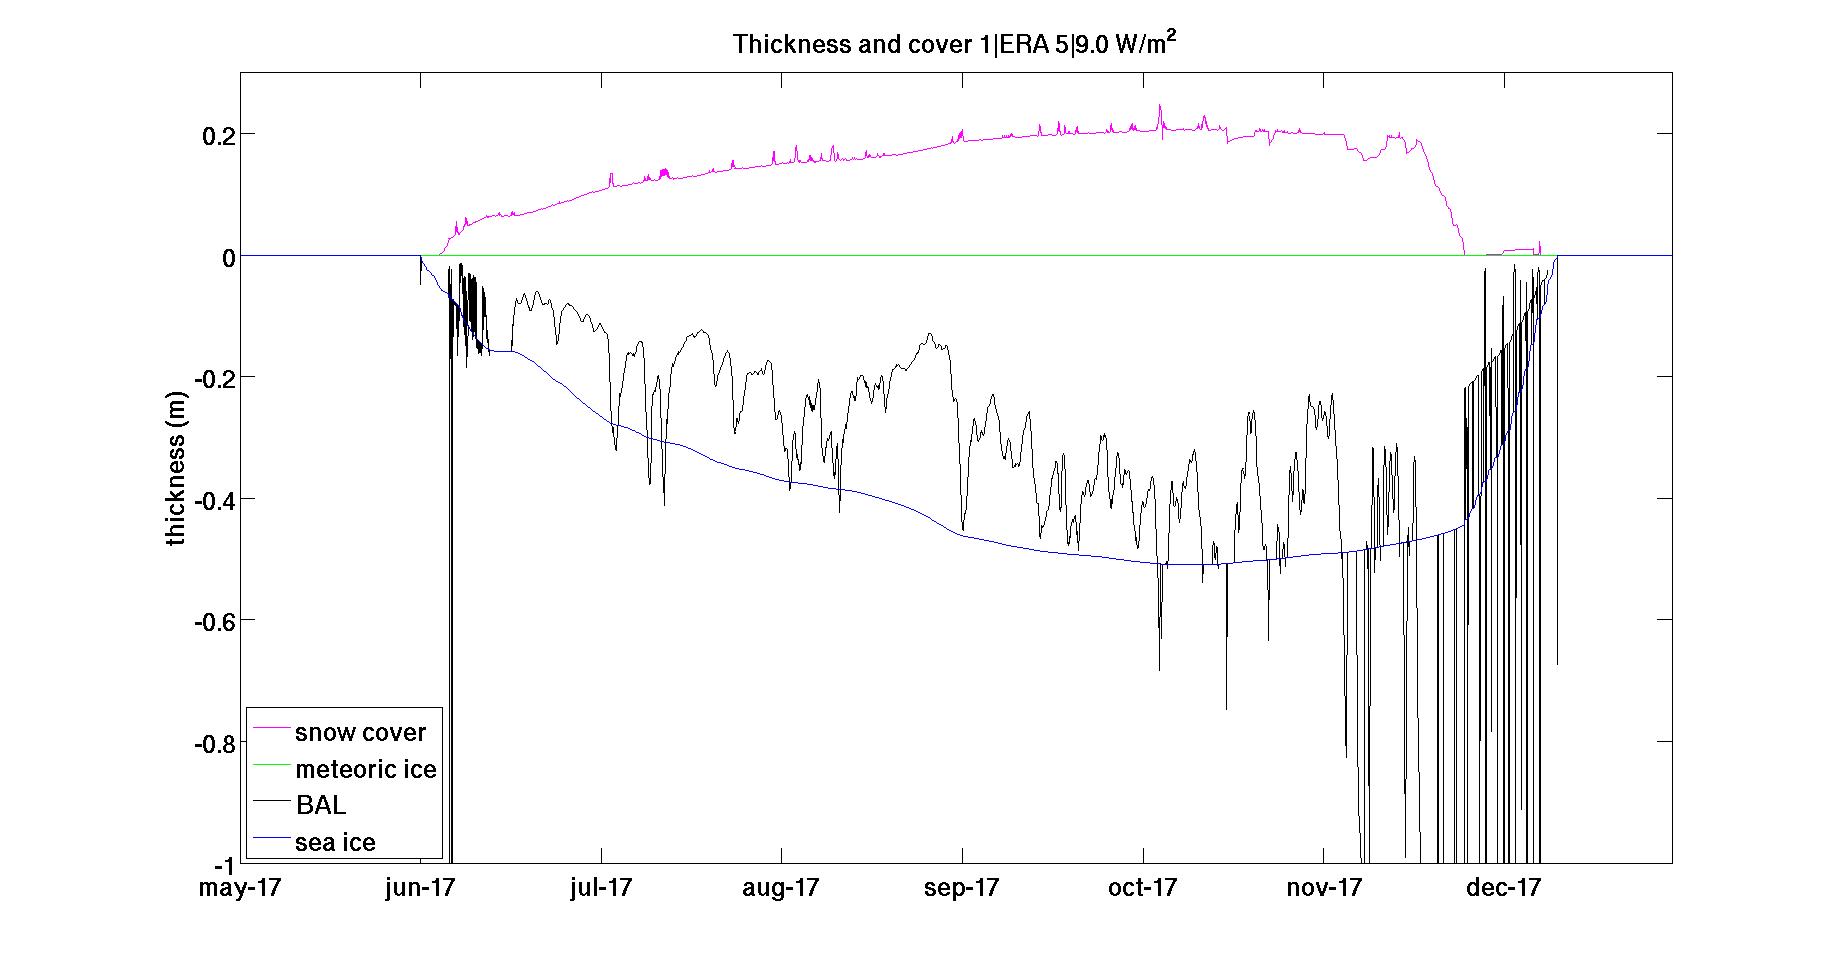 Thickness and cover 1|ERA 5|9.0 W/m²
thickness (m)
0.2
0
-0.2
-0.4
-0.6
-0.8
-1
snow cover
meteoric ice
BAL
sea ice
may-17 jun-17 jul-17 aug-17 sep-17 oct-17 nov-17 dec-17